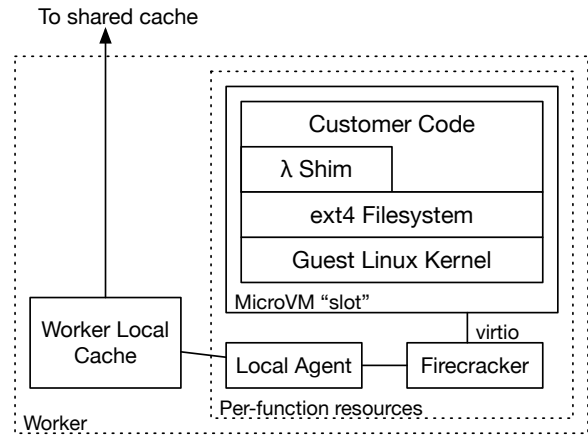 To shared cache
Customer Code
λ Shim
ext4 Filesystem
Guest Linux Kernel
MicroVM “slot”
virtio
Worker Local
Cache
Local Agent
Firecracker
Per-function resources
Worker